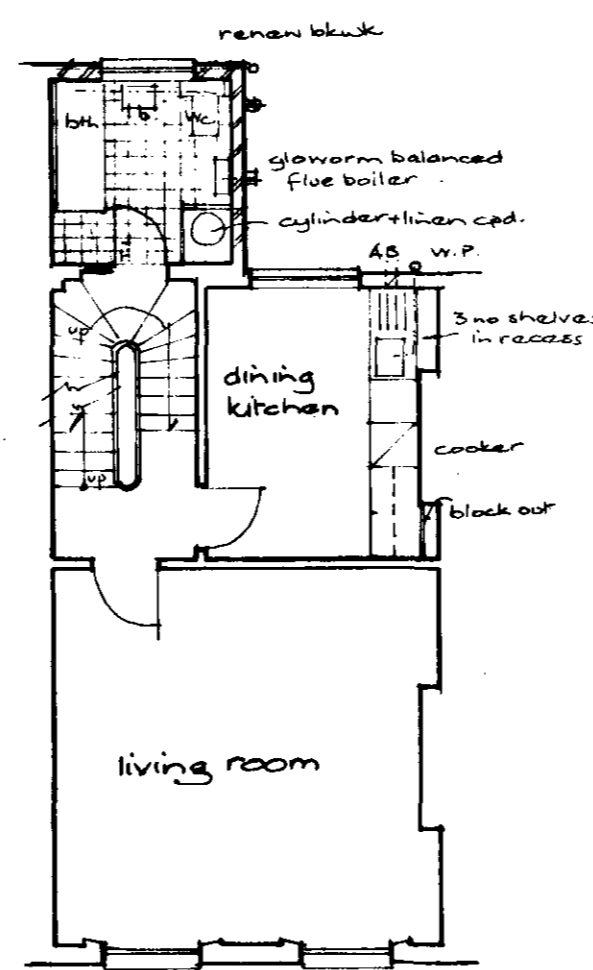 renew bkwk
bth
b
WC
gloworm balanced
flue boiler
cylinder + linen cpd.
AB W.P.
3 no shelves
in recess
up
dining
kitchen
cooker
up
block out
living room